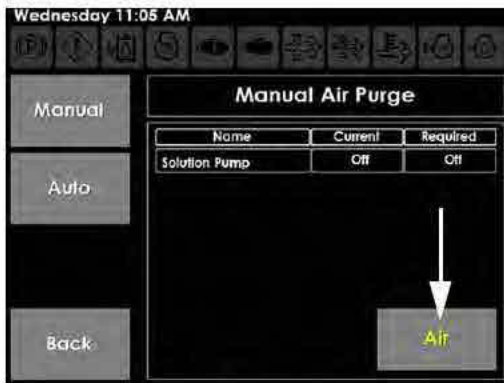 Wednesday 11:05 AM
Manual
Manual Air Purge
Name Current Required
Solution Pump Off Off
Auto
Back
Air